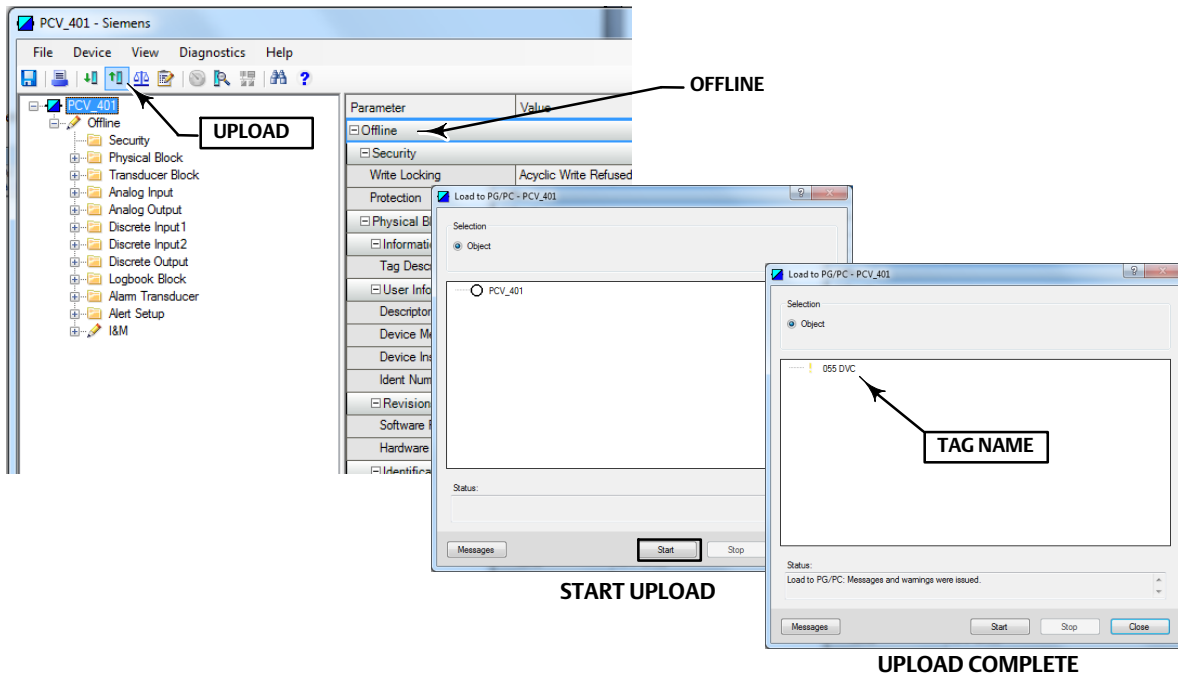 PCV_401 - Siemens
File Device View Diagnostics Help
OFFLINE
UPLOAD
PCV_401
Offline
Security
Physical Block
Transducer Block
Analog Input
Analog Output
Discrete Input1
Discrete Input2
Discrete Output
Logbook Block
Alarm Transducer
Alert Setup
I&M
Parameter Value
Offline
Security
Write Locking Acyclic Write Refused
Protection
Physical Bl
Informati
Tag Desc
User Info
Descriptor
Device Me
Device Ins
Ident Num
Revision
Software R
Hardware
Identifica
Load to PG/PC - PCV_401
Selection
Object
PCV_401
Status:
Messages Start Stop
START UPLOAD
Load to PG/PC - PCV_401
Selection
Object
! 055 DVC
TAG NAME
Status:
Load to PG/PC: Messages and warnings were issued.
Messages Start Stop Close
UPLOAD COMPLETE